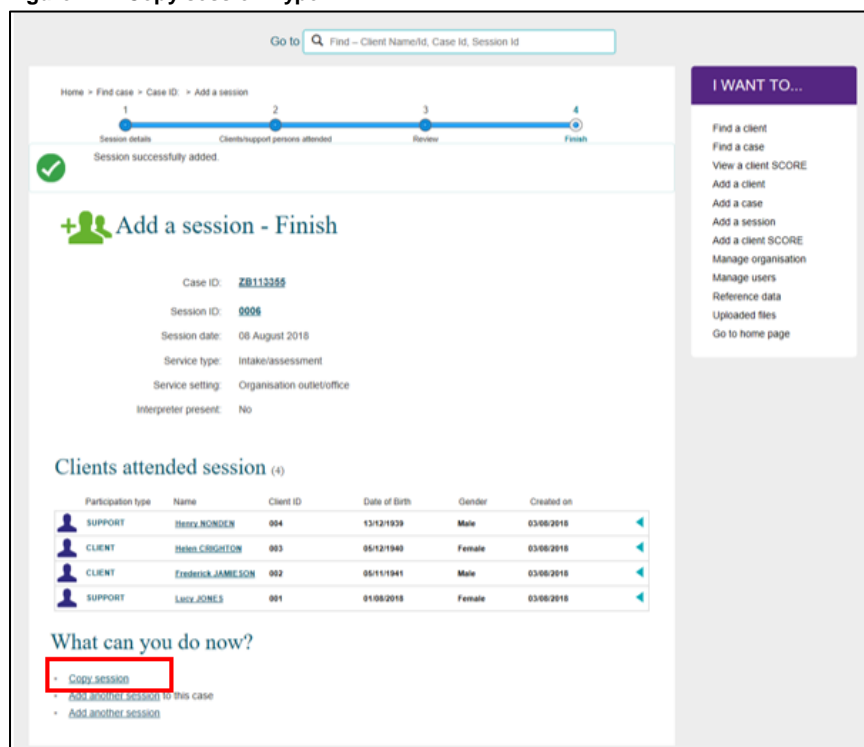 Go to Find – Client Name/Id, Case Id, Session Id
Home > Find case > Case ID: > Add a session
1 2 3 4
Session details Clients/support persons attended Review Finish
Session successfully added.
Add a session - Finish
Case ID: ZB113355
Session ID: 0006
Session date: 08 August 2018
Service type: Intake/assessment
Service setting: Organisation outlet/office
Interpreter present: No
Clients attended session (4)
Participation type Name Client ID Date of Birth Gender Created on
SUPPORT Henry NONDEN 004 13/12/1939 Male 03/08/2018
CLIENT Helen CRIGHTON 003 05/12/1940 Female 03/08/2018
CLIENT Frederick JAMIESON 002 05/11/1941 Male 03/08/2018
SUPPORT Lucy JONES 001 01/08/2018 Female 03/08/2018
What can you do now?
Copy session
Add another session to this case
Add another session
I WANT TO...
Find a client
Find a case
View a client SCORE
Add a client
Add a case
Add a session
Add a client SCORE
Manage organisation
Manage users
Reference data
Uploaded files
Go to home page